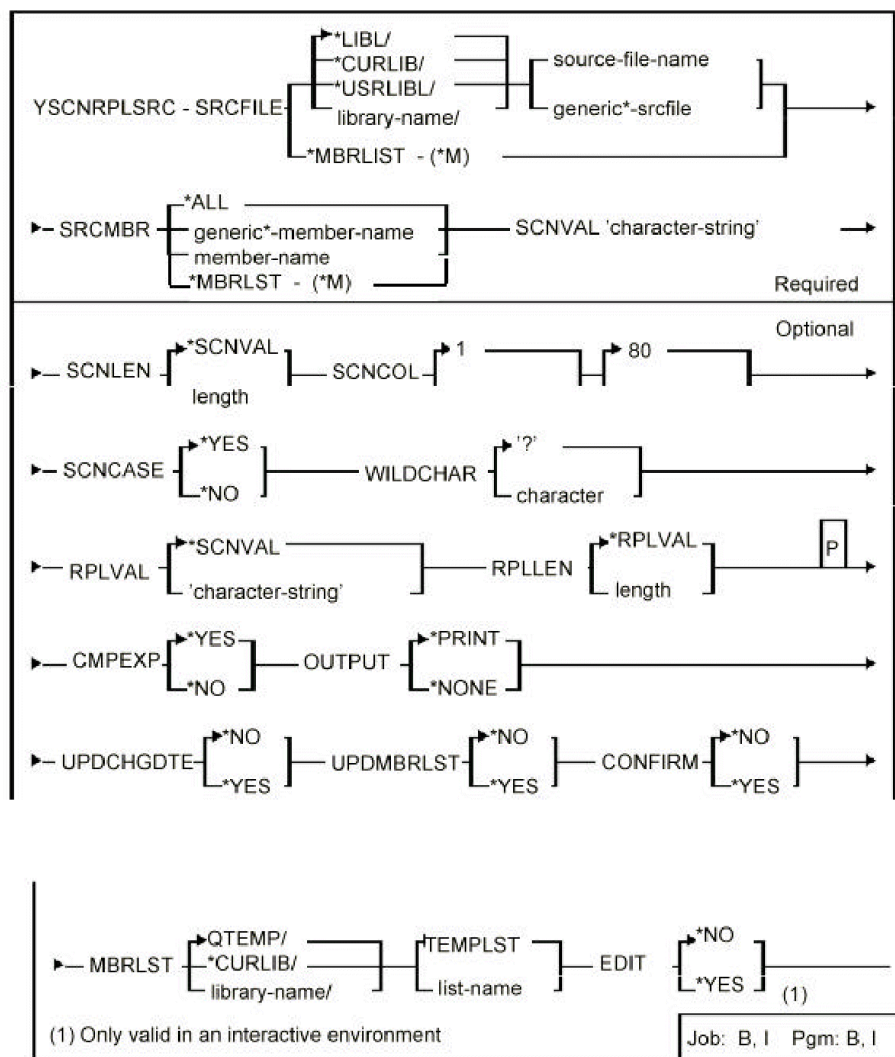 *LIBL/
*CURLIB/ source-file-name
*USRLIBL/
YSCNRPLSRC - SRCFILE library-name/ generic*-srcfile
*MBRLIST - (*M)
*ALL
SRCMBR generic*-member-name SCNVAL 'character-string'
member-name
*MBRLST - (*M) Required
Optional
*SCNVAL 1 80
SCNLEN SCNCOL
length
*YES '?'
SCNCASE WILDCHAR
*NO character
*SCNVAL *RPLVAL P
RPLVAL RPLLEN
'character-string' length
*YES *PRINT
CMPEXP OUTPUT
*NO *NONE
*NO *NO *NO
UPDCHGDTE UPDMBRLST CONFIRM
*YES *YES *YES
QTEMP/ TEMPLST *NO
MBRLST *CURLIB/ EDIT
library-name/ list-name *YES (1)
(1) Only valid in an interactive environment
Job: B, I Pgm: B, I